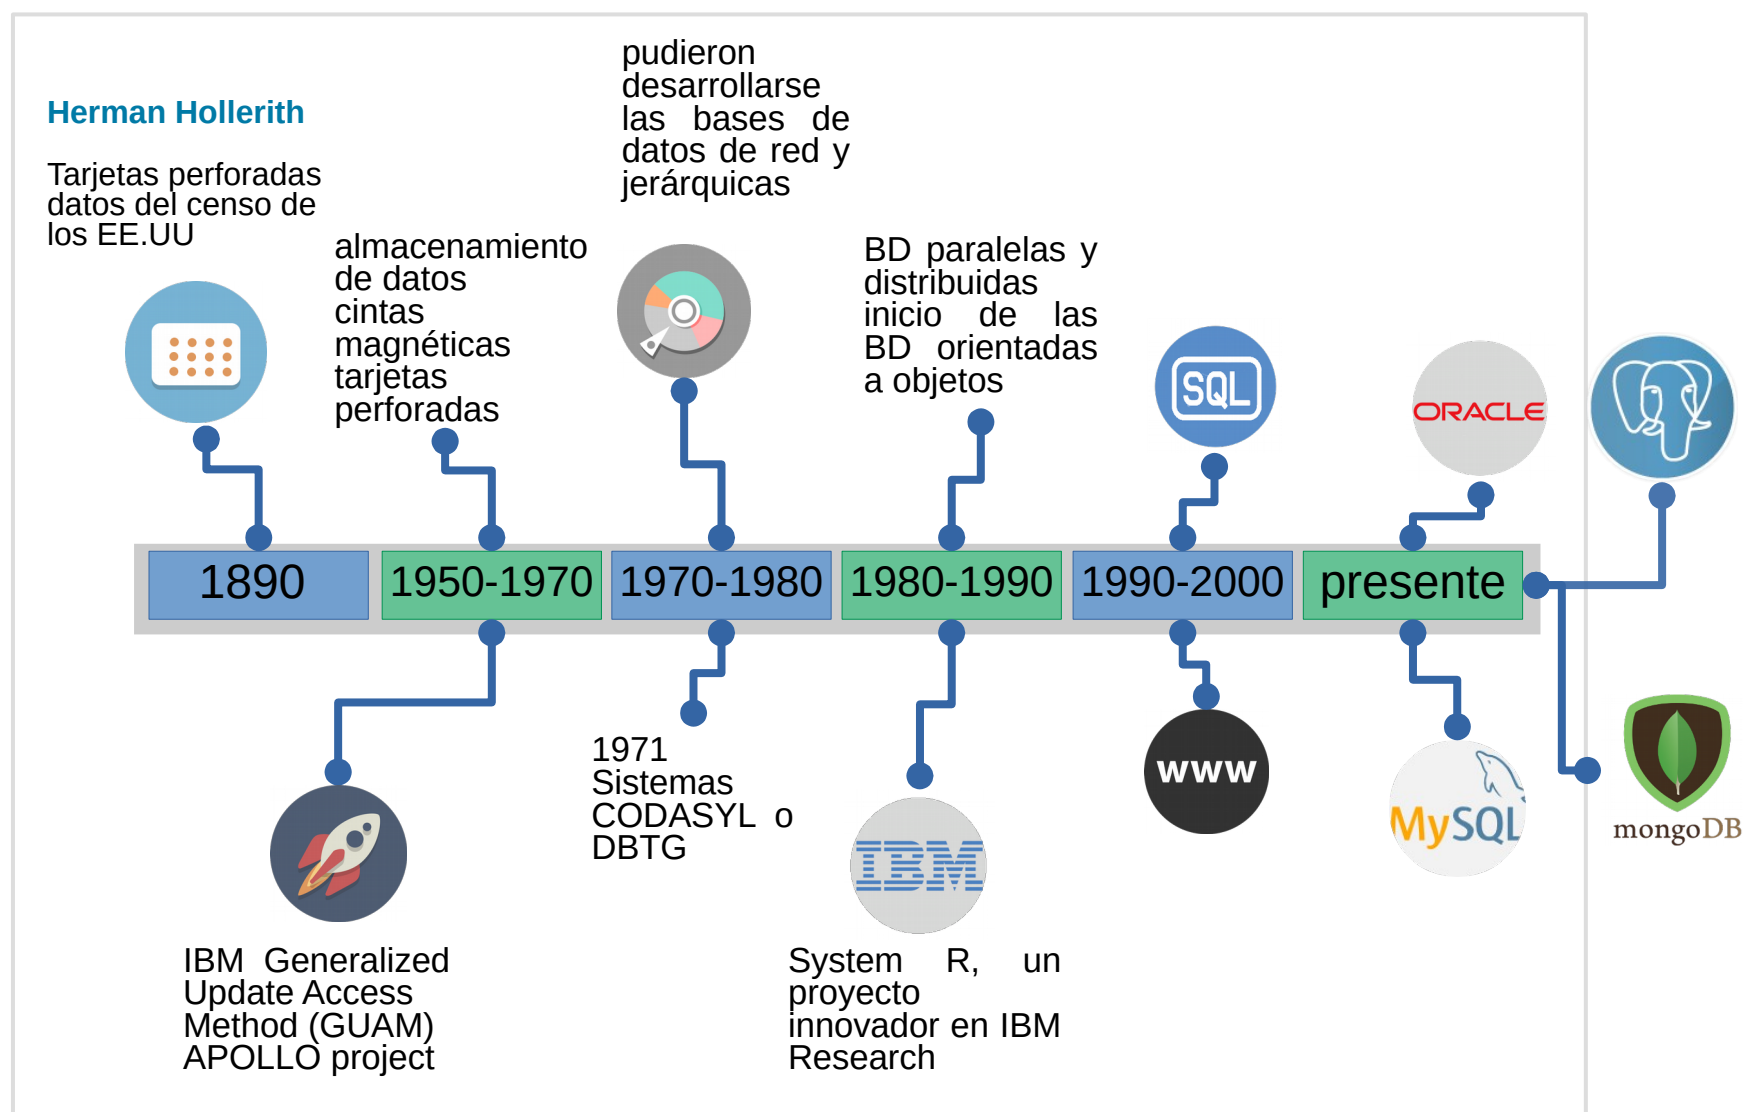 Herman Hollerith
Tarjetas perforadas
datos del censo de
los EE.UU
almacenamiento
de datos
cintas
magnéticas
tarjetas
perforadas
pudieron
desarrollarse
las bases de
datos de red y
jerárquicas
BD paralelas y
distribuidas
inicio de las
BD orientadas
a objetos
SQL
ORACLE
1890
1950-1970
1970-1980
1980-1990
1990-2000
presente
IBM Generalized
Update Access
Method (GUAM)
APOLLO project
1971
Sistemas
CODASYL o
DBTG
IBM
System R, un
proyecto
innovador en IBM
Research
www
MySQL
mongoDB